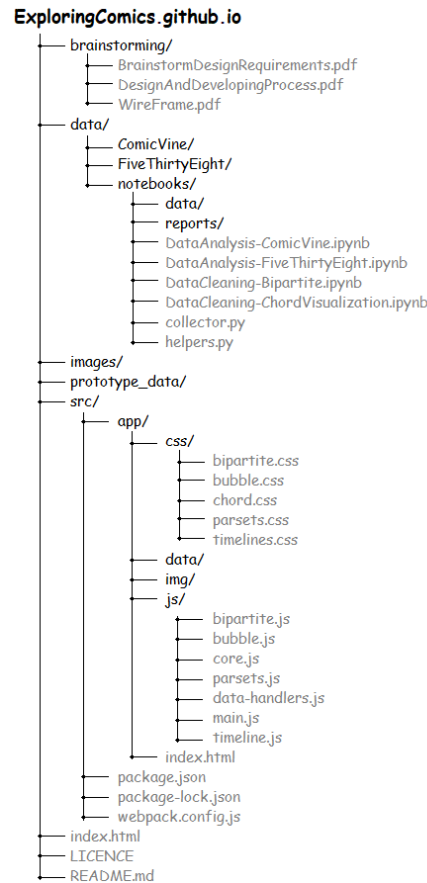 ExploringComics.github.io
brainstorming/
BrainstormDesignRequirements.pdf
DesignAndDevelopingProcess.pdf
WireFrame.pdf
data/
ComicVine/
FiveThirtyEight/
notebooks/
data/
reports/
DataAnalysis-ComicVine.ipynb
DataAnalysis-FiveThirtyEight.ipynb
DataCleaning-Bipartite.ipynb
DataCleaning-ChordVisualization.ipynb
collector.py
helpers.py
images/
prototype_data/
src/
app/
css/
bipartite.css
bubble.css
chord.css
parsets.css
timelines.css
data/
img/
js/
bipartite.js
bubble.js
core.js
parsets.js
data-handlers.js
main.js
timeline.js
index.html
package.json
package-lock.json
webpack.config.js
index.html
LICENCE
README.md